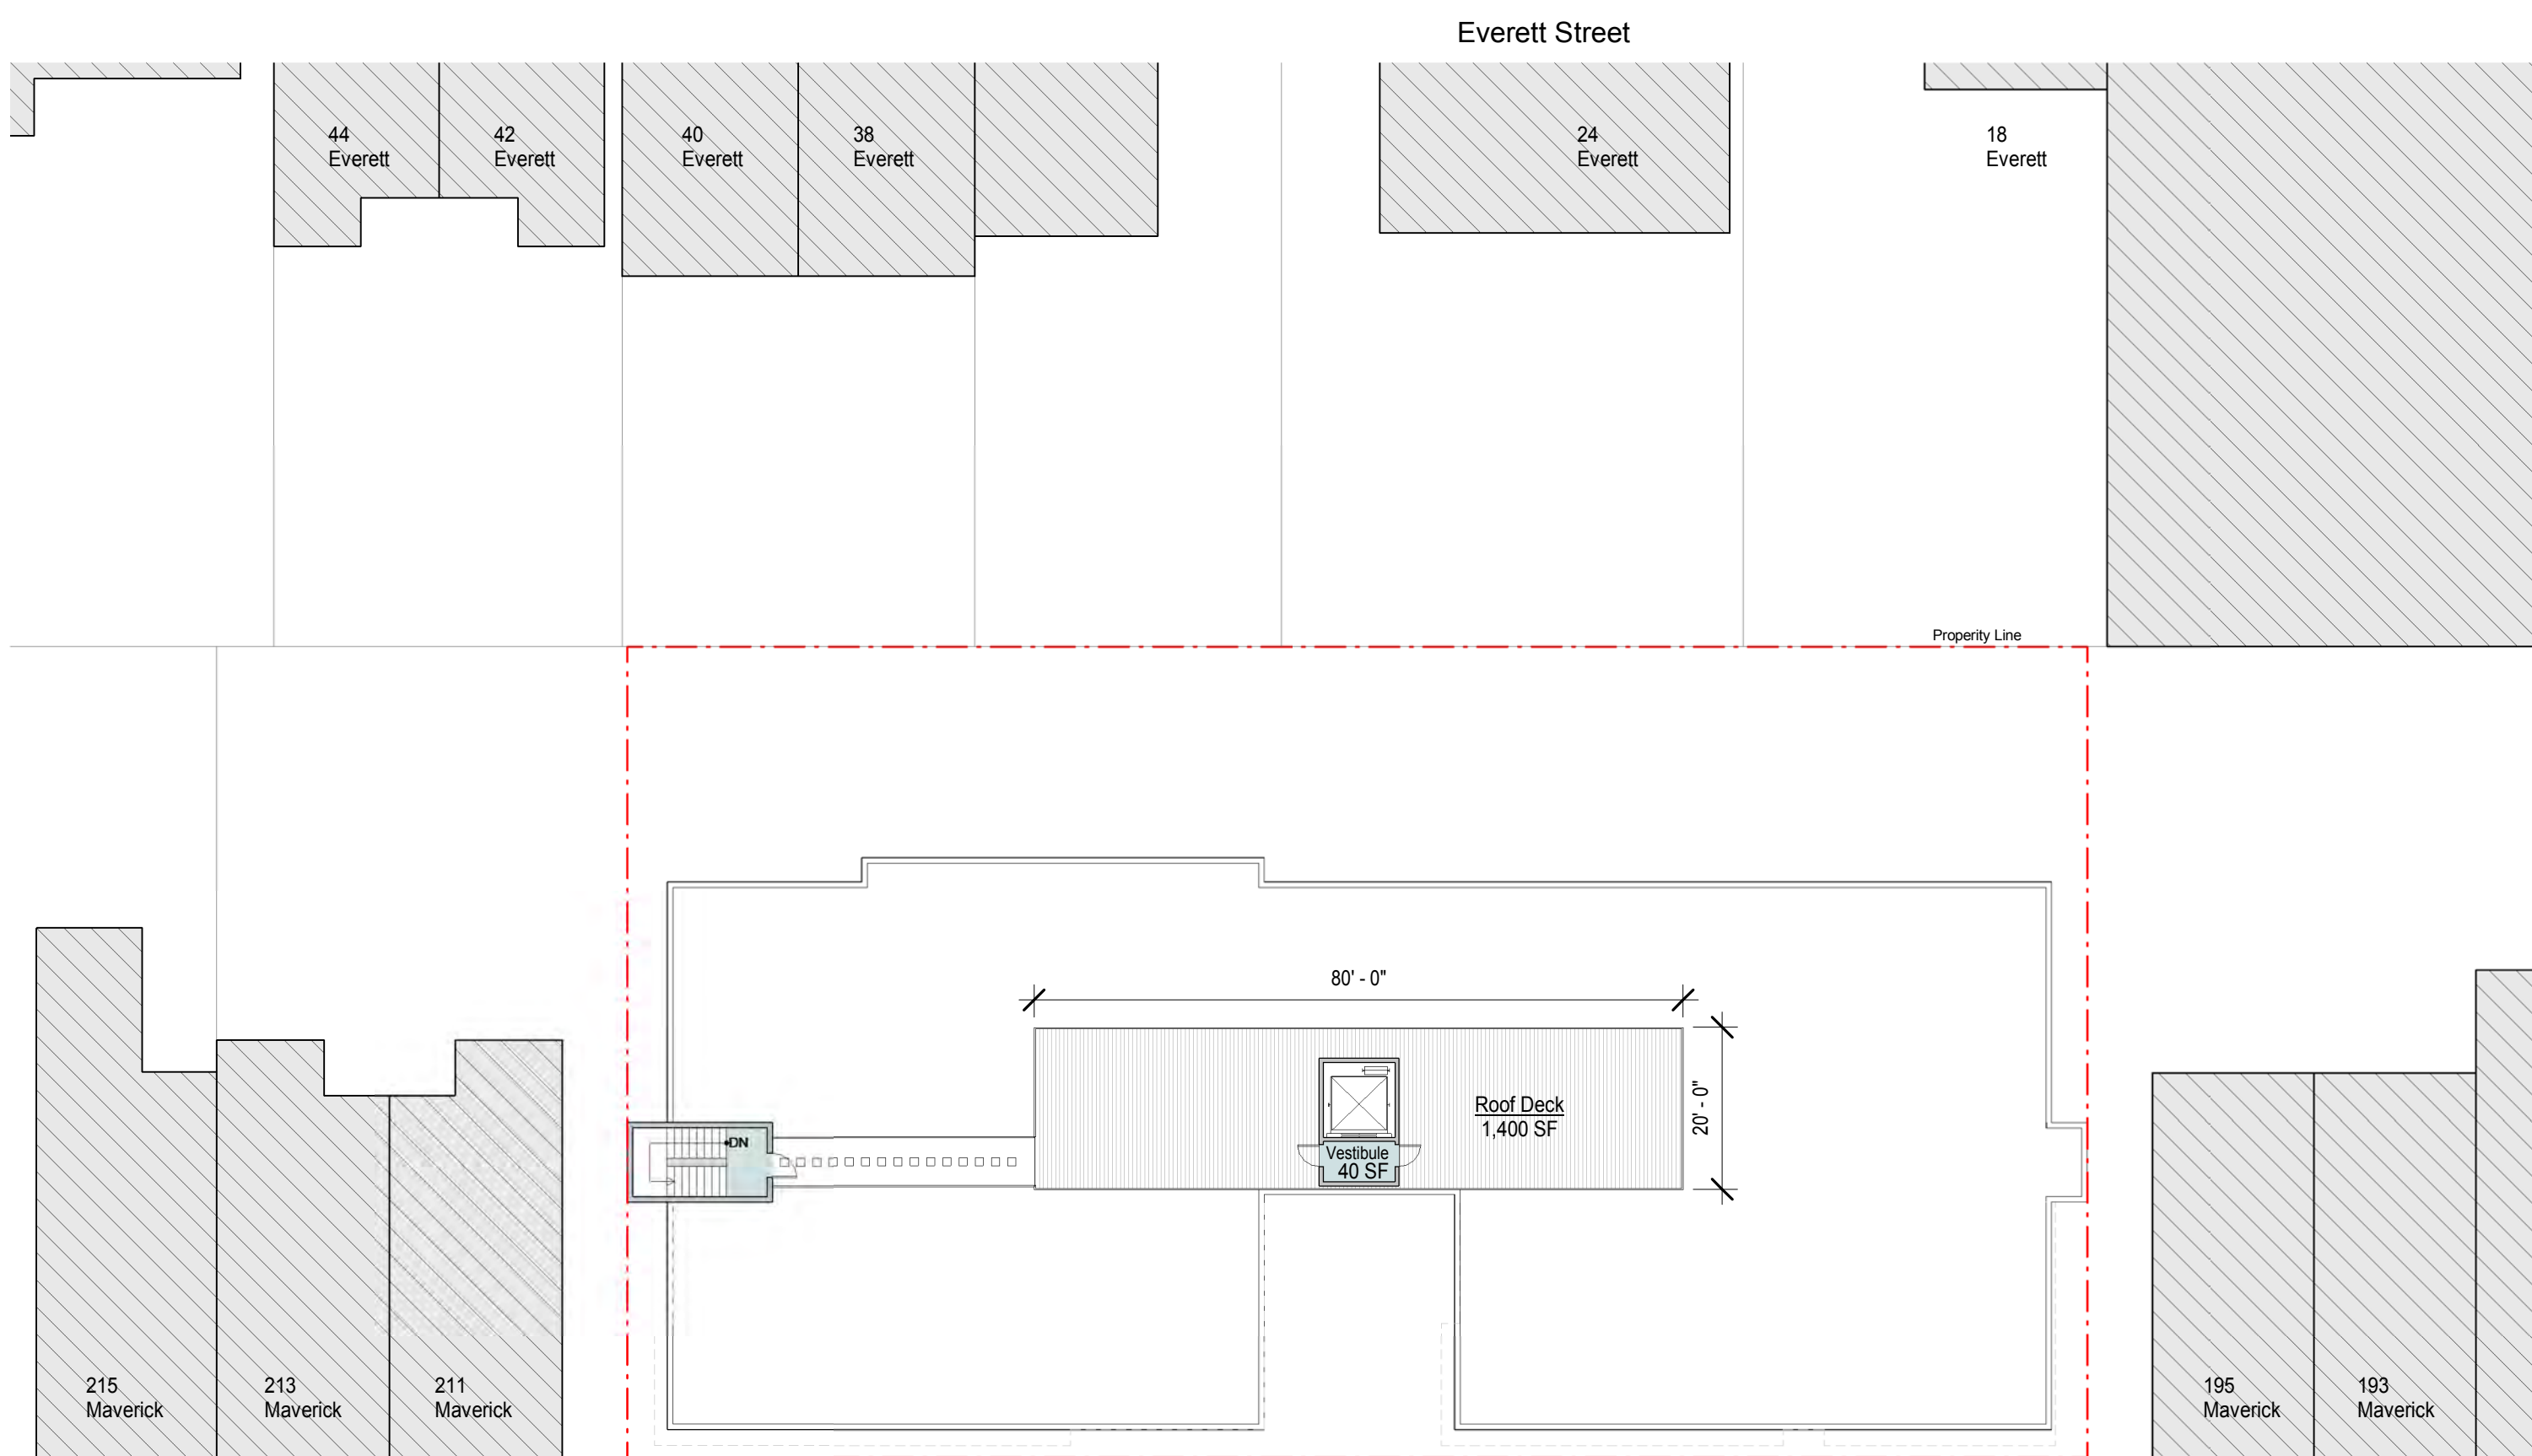 Everett Street
44
Everett
42
Everett
40
Everett
38
Everett
24
Everett
18
Everett
Properity Line
80' - 0"
20' - 0"
Roof Deck
1,400 SF
DN
Vestibule
40 SF
215
Maverick
213
Maverick
211
Maverick
195
Maverick
193
Maverick